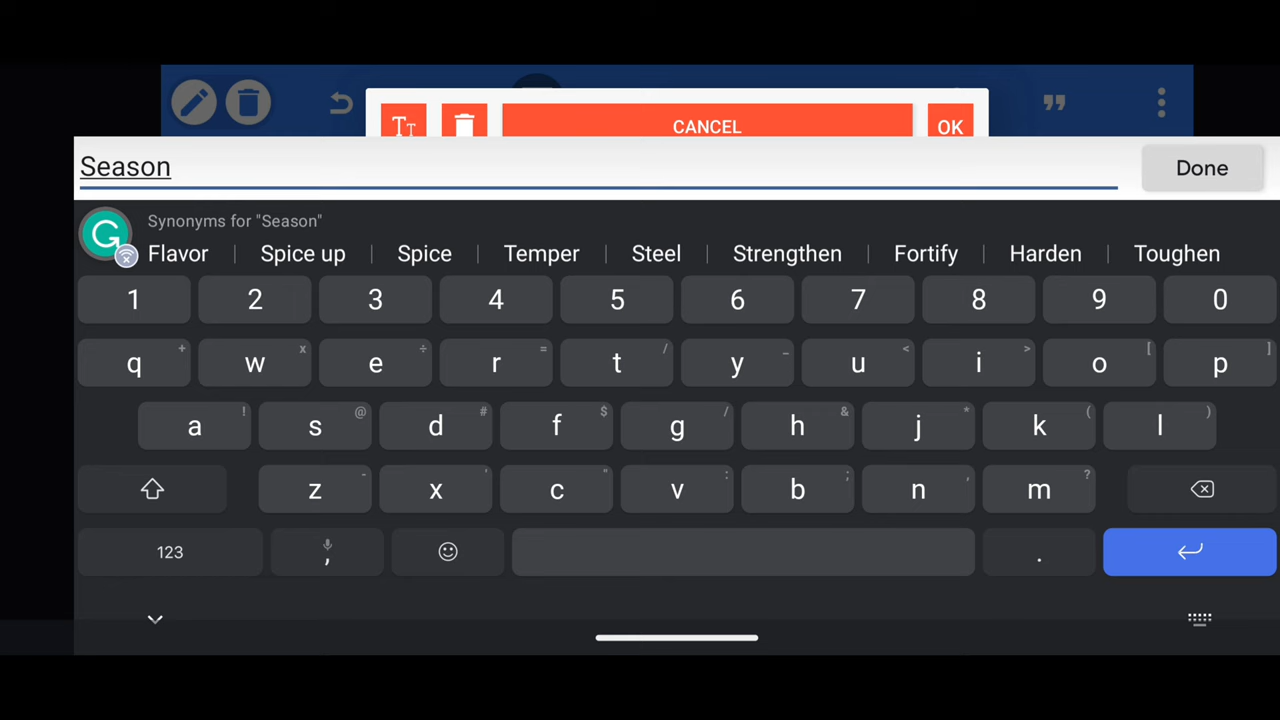 Tт
CANCEL
OK
Season
Done
Synonyms for "Season"
Flavor Spice up Spice Temper Steel Strengthen Fortify Harden Toughen
1 2 3 4 5 6 7 8 9 0
q + w x e ÷ r = t / y _ u < i > o [ p ]
a ! s @ d # f $ g / h & j * k ( l )
z - x ' c " v : b ; n , m ?
123 , .